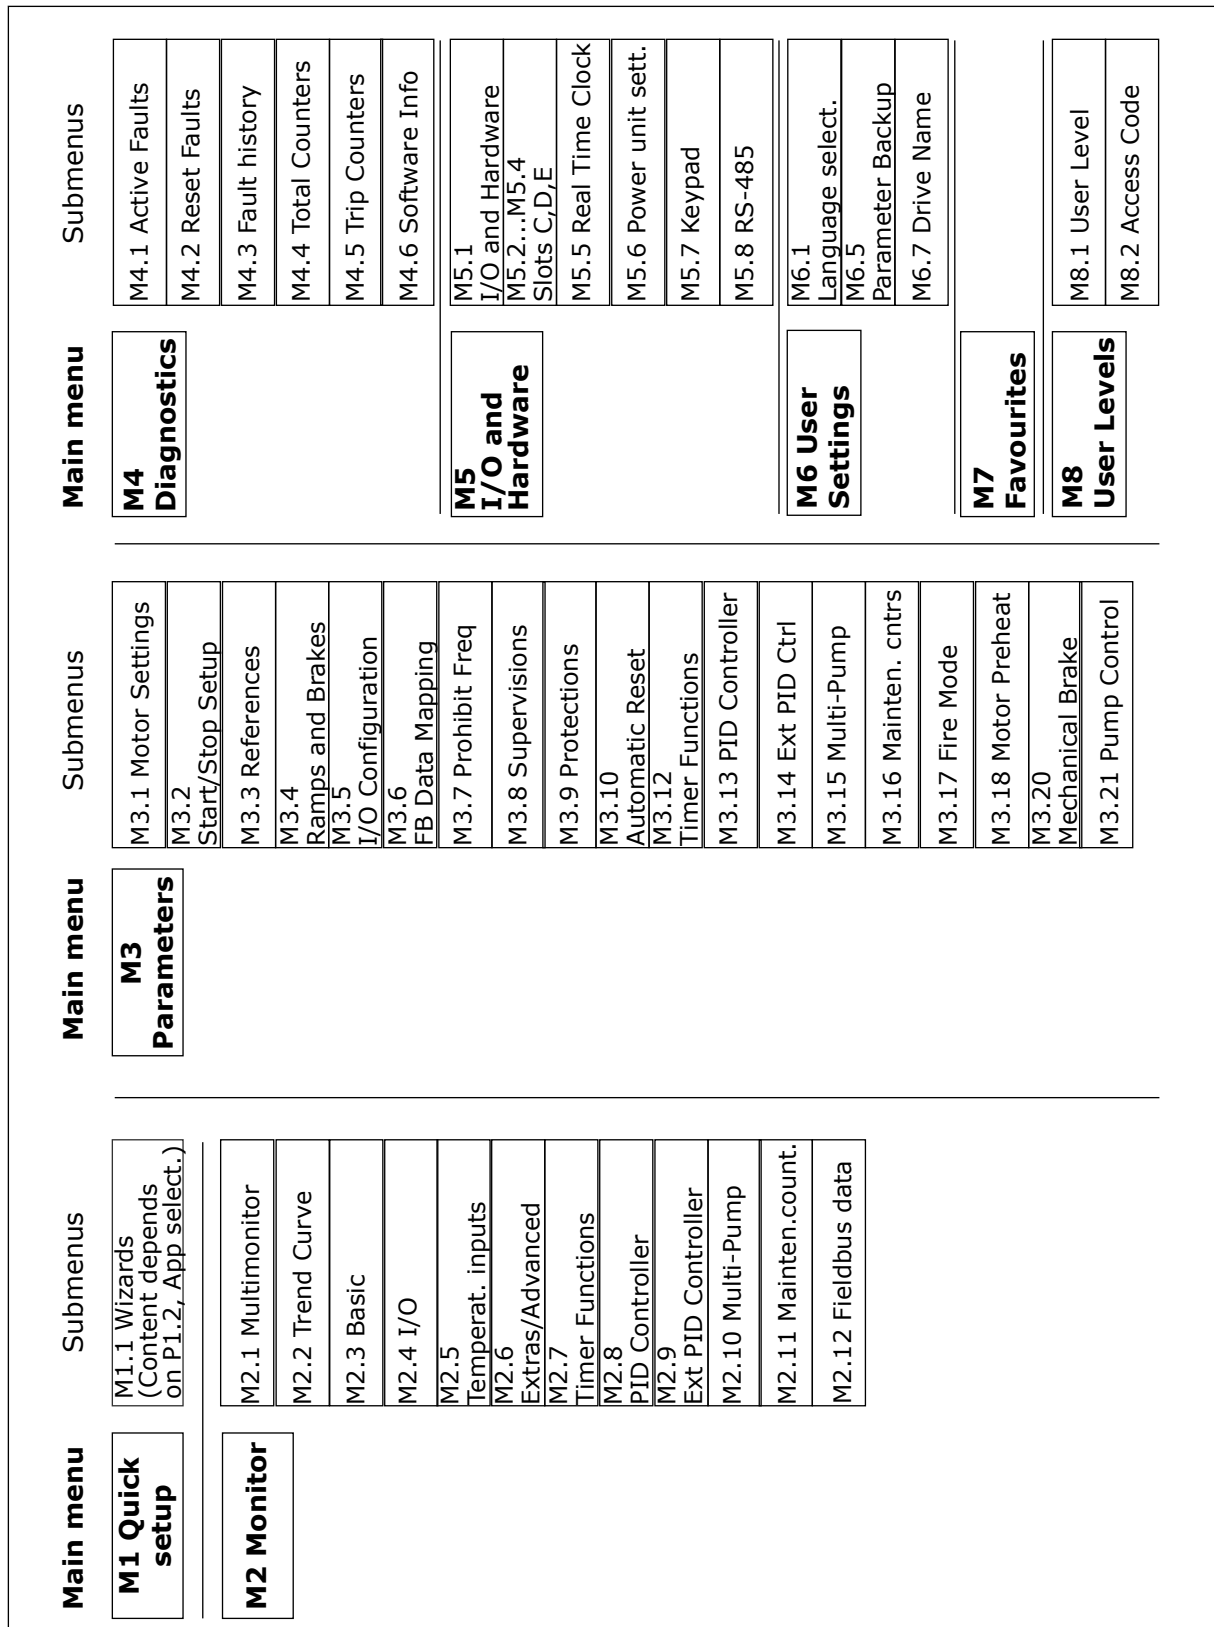 Main menu
Submenus
M1 Quick
setup
M1.1 Wizards
(Content depends
on P1.2, App select.)
M2 Monitor
M2.1 Multimonitor
M2.2 Trend Curve
M2.3 Basic
M2.4 I/O
M2.5
Temperat. inputs
M2.6
Extras/Advanced
M2.7
Timer Functions
M2.8
PID Controller
M2.9
Ext PID Controller
M2.10 Multi-Pump
M2.11 Mainten.count.
M2.12 Fieldbus data
Main menu
Submenus
M3
Parameters
M3.1 Motor Settings
M3.2
Start/Stop Setup
M3.3 References
M3.4
Ramps and Brakes
M3.5
I/O Configuration
M3.6
FB Data Mapping
M3.7 Prohibit Freq
M3.8 Supervisions
M3.9 Protections
M3.10
Automatic Reset
M3.12
Timer Functions
M3.13 PID Controller
M3.14 Ext PID Ctrl
M3.15 Multi-Pump
M3.16 Mainten. cntrs
M3.17 Fire Mode
M3.18 Motor Preheat
M3.20
Mechanical Brake
M3.21 Pump Control
Main menu
Submenus
M4
Diagnostics
M4.1 Active Faults
M4.2 Reset Faults
M4.3 Fault history
M4.4 Total Counters
M4.5 Trip Counters
M4.6 Software Info
M5
I/O and
Hardware
M5.1
I/O and Hardware
M5.2...M5.4
Slots C,D,E
M5.5 Real Time Clock
M5.6 Power unit sett.
M5.7 Keypad
M5.8 RS-485
M6 User
Settings
M6.1
Language select.
M6.5
Parameter Backup
M6.7 Drive Name
M7
Favourites
M8
User Levels
M8.1 User Level
M8.2 Access Code